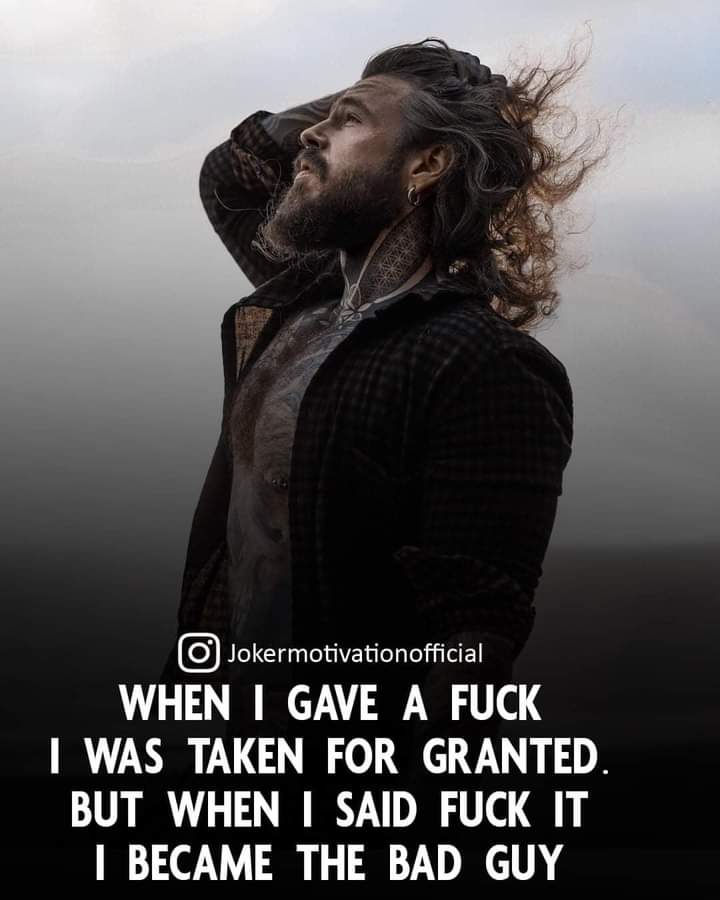 Jokermotivationofficial
WHEN I GAVE A FUCK
I WAS TAKEN FOR GRANTED.
BUT WHEN I SAID FUCK IT
I BECAME THE BAD GUY